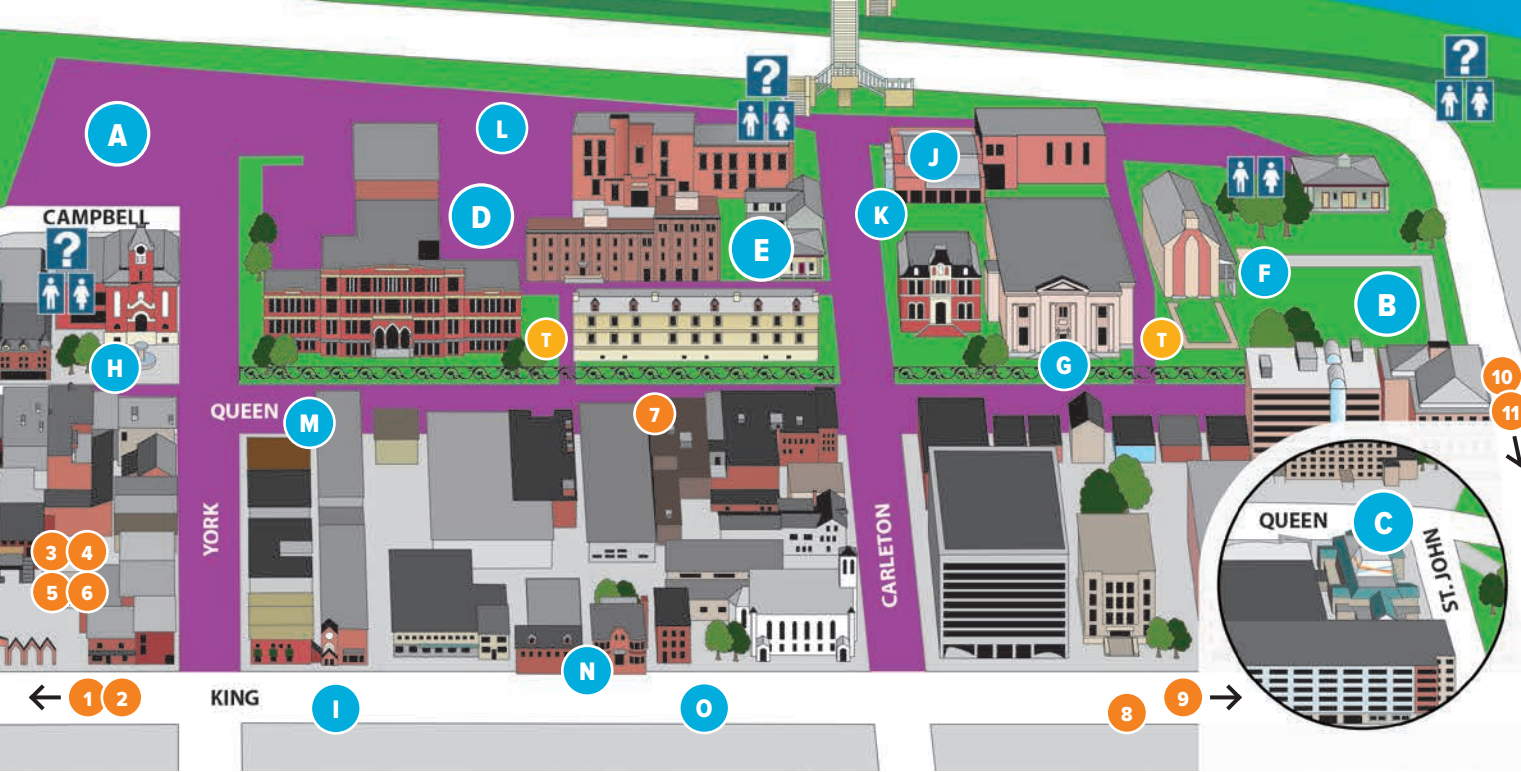 ?
?
A
L
J
D
K
CAMPBELL
?
E
F
B
T
T
H
G
10
QUEEN
M
7
11
YORK
CARLETON
QUEEN
C
ST. JOHN
3
4
5
6
N
1
2
KING
I
O
8
9